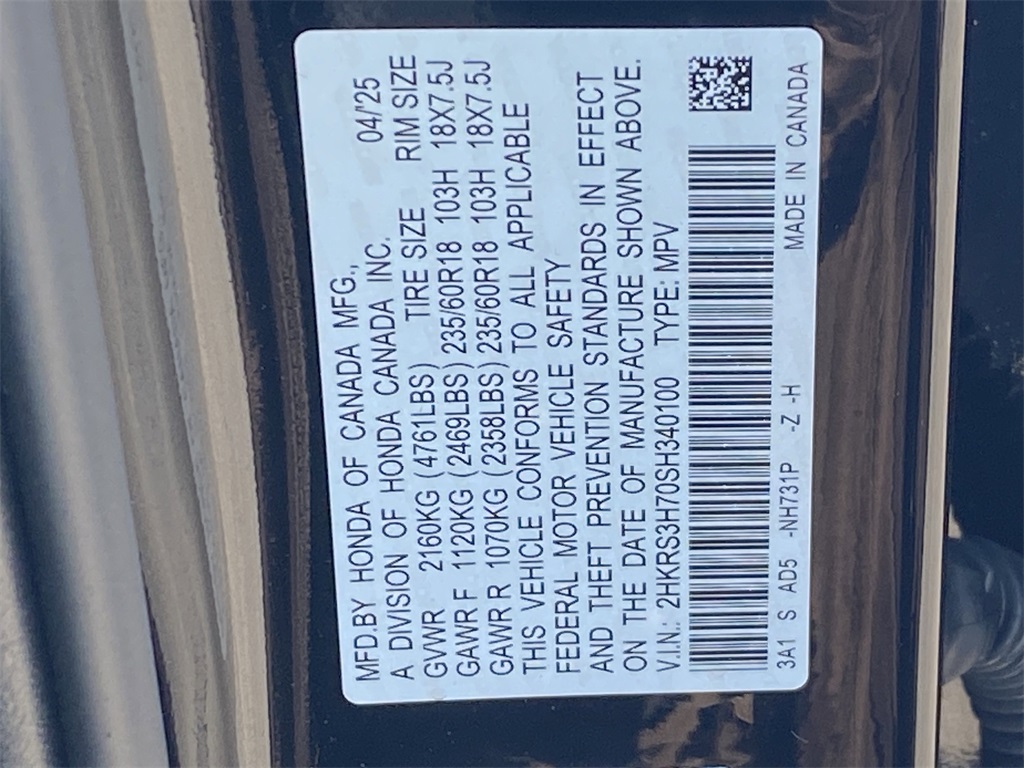 MFD.BY HONDA OF CANADA MFG., 04/'25
A DIVISION OF HONDA CANADA INC.
TIRE SIZE RIM SIZE
GVWR 2160KG (4761LBS)
GAWR F 1120KG (2469LBS) 235/60R18 103H 18X7.5J
GAWR R 1070KG (2358LBS) 235/60R18 103H 18X7.5J
THIS VEHICLE CONFORMS TO ALL APPLICABLE
FEDERAL MOTOR VEHICLE SAFETY
AND THEFT PREVENTION STANDARDS IN EFFECT
ON THE DATE OF MANUFACTURE SHOWN ABOVE.
V.I.N.: 2HKRS3H70SH340100 TYPE: MPV
3A1 S AD5 -NH731P -Z -H MADE IN CANADA